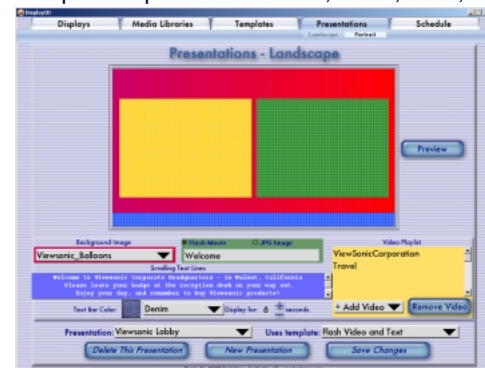 DisplayIt!
Displays Media Libraries Templates Presentations Schedule
Landscape Portrait
Presentations - Landscape
Preview
Background Image
Flash Movie JPG Image
Video Playlist
Viewsonic_Balloons
Welcome
ViewSonicCorporation
Travel
Scrolling Text Lines
Welcome to Viewsonic Corporate Headquarters - in Walnut, California
Please leave your badge at the reception desk on your way out.
Enjoy your day, and remember to buy Viewsonic products!
Text Bar Color: Denim Display for: 6 seconds.
+ Add Video Remove Video
Presentation: Viewsonic Lobby Uses template: Flash Video and Text
Delete This Presentation New Presentation Save Changes